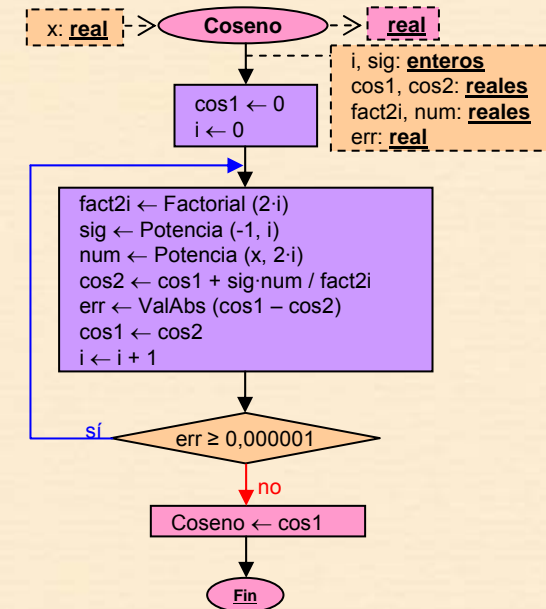 x: real
Coseno
real
i, sig: enteros
cos1, cos2: reales
fact2i, num: reales
err: real
cos1 ← 0
i ← 0
fact2i ← Factorial (2·i)
sig ← Potencia (-1, i)
num ← Potencia (x, 2·i)
cos2 ← cos1 + sig·num / fact2i
err ← ValAbs (cos1 – cos2)
cos1 ← cos2
i ← i + 1
sí
err ≥ 0,000001
no
Coseno ← cos1
Fin